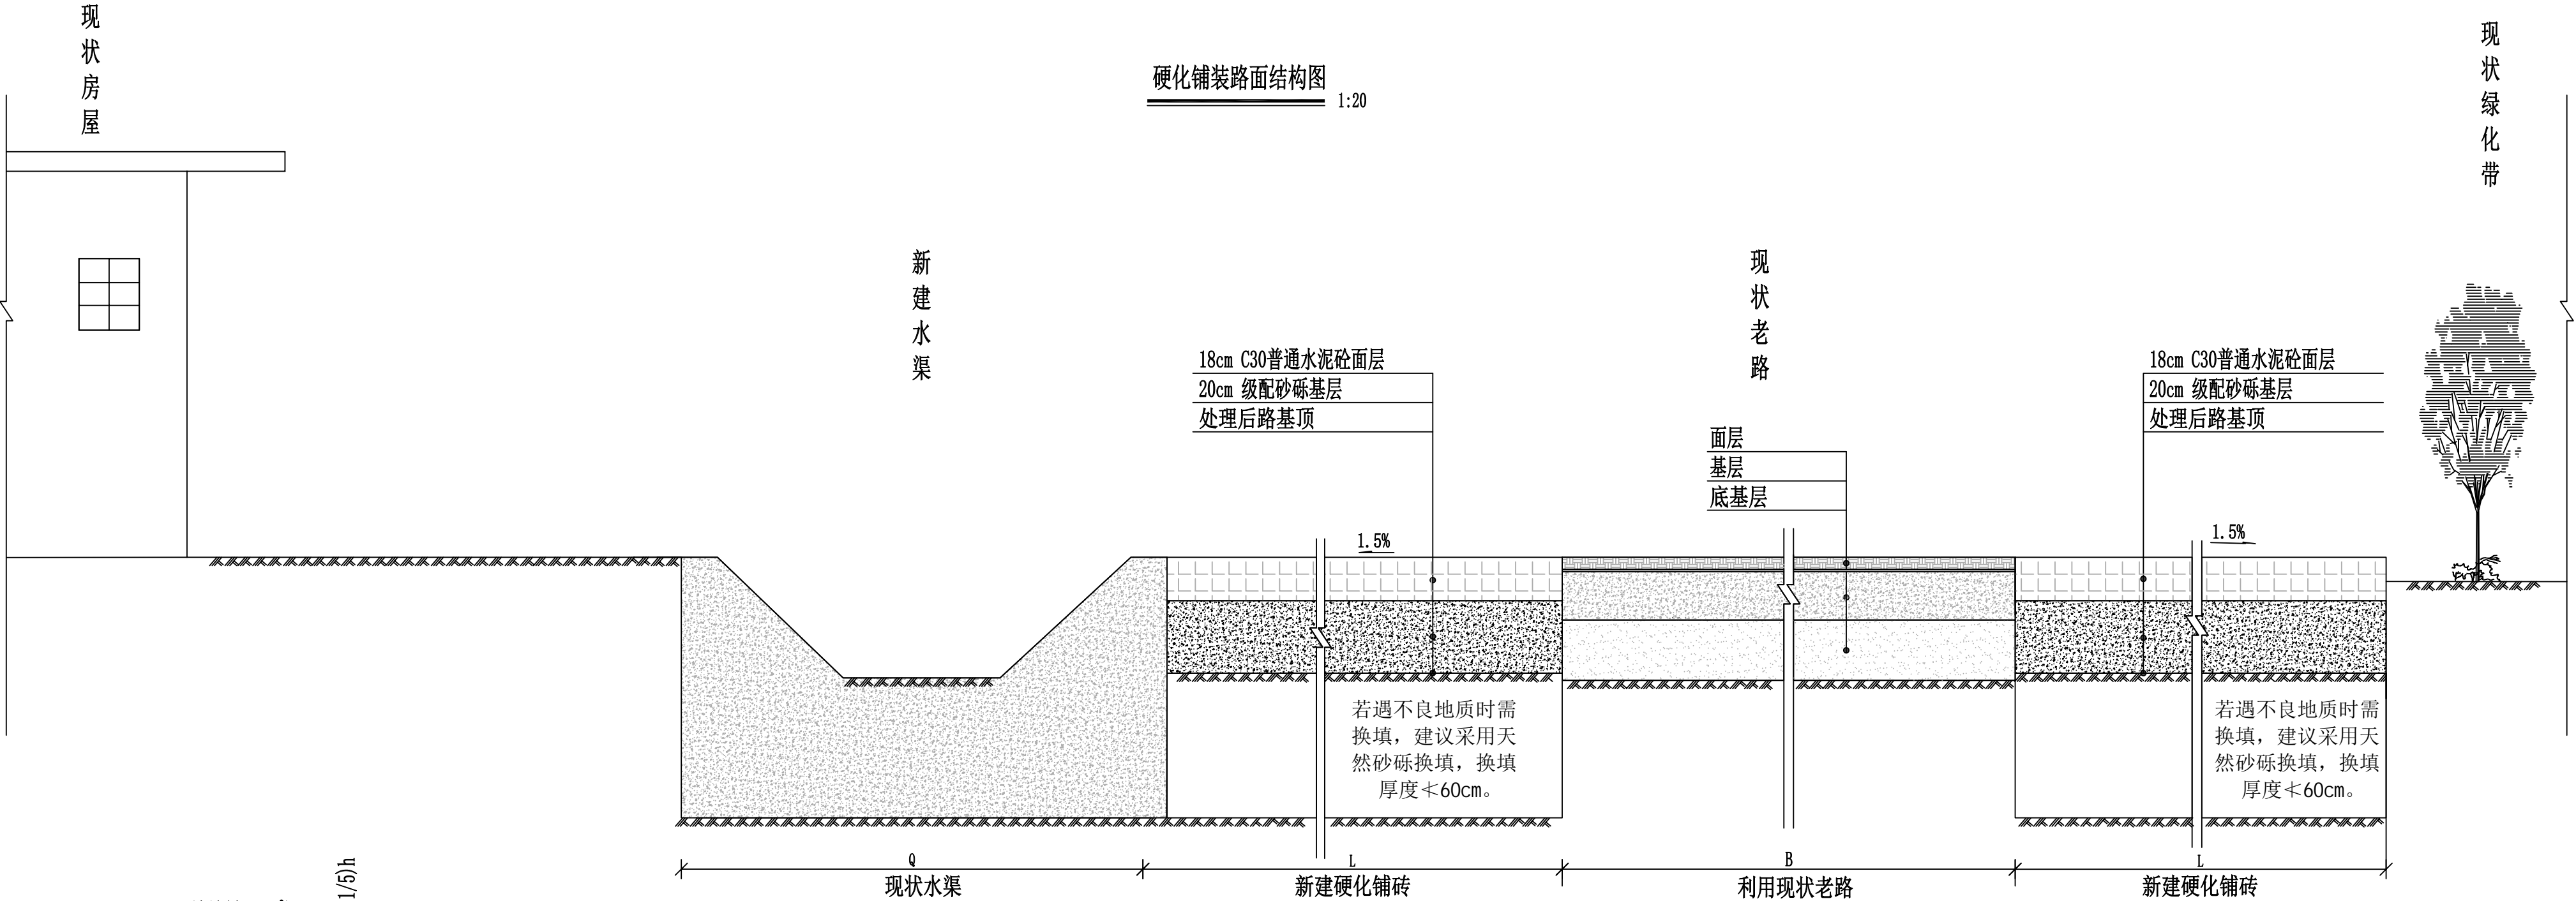 现状房屋
硬化铺装路面结构图
1:20
现状绿化带
新建水渠
现状老路
18cm C30普通水泥砼面层
20cm 级配砂砾基层
处理后路基顶
面层
基层
底基层
18cm C30普通水泥砼面层
20cm 级配砂砾基层
处理后路基顶
1.5%
1.5%
若遇不良地质时需
换填，建议采用天
然砂砾换填，换填
厚度≮60cm。
若遇不良地质时需
换填，建议采用天
然砂砾换填，换填
厚度≮60cm。
Q
L
B
L
现状水渠
新建硬化铺砖
利用现状老路
新建硬化铺砖
1/5)h